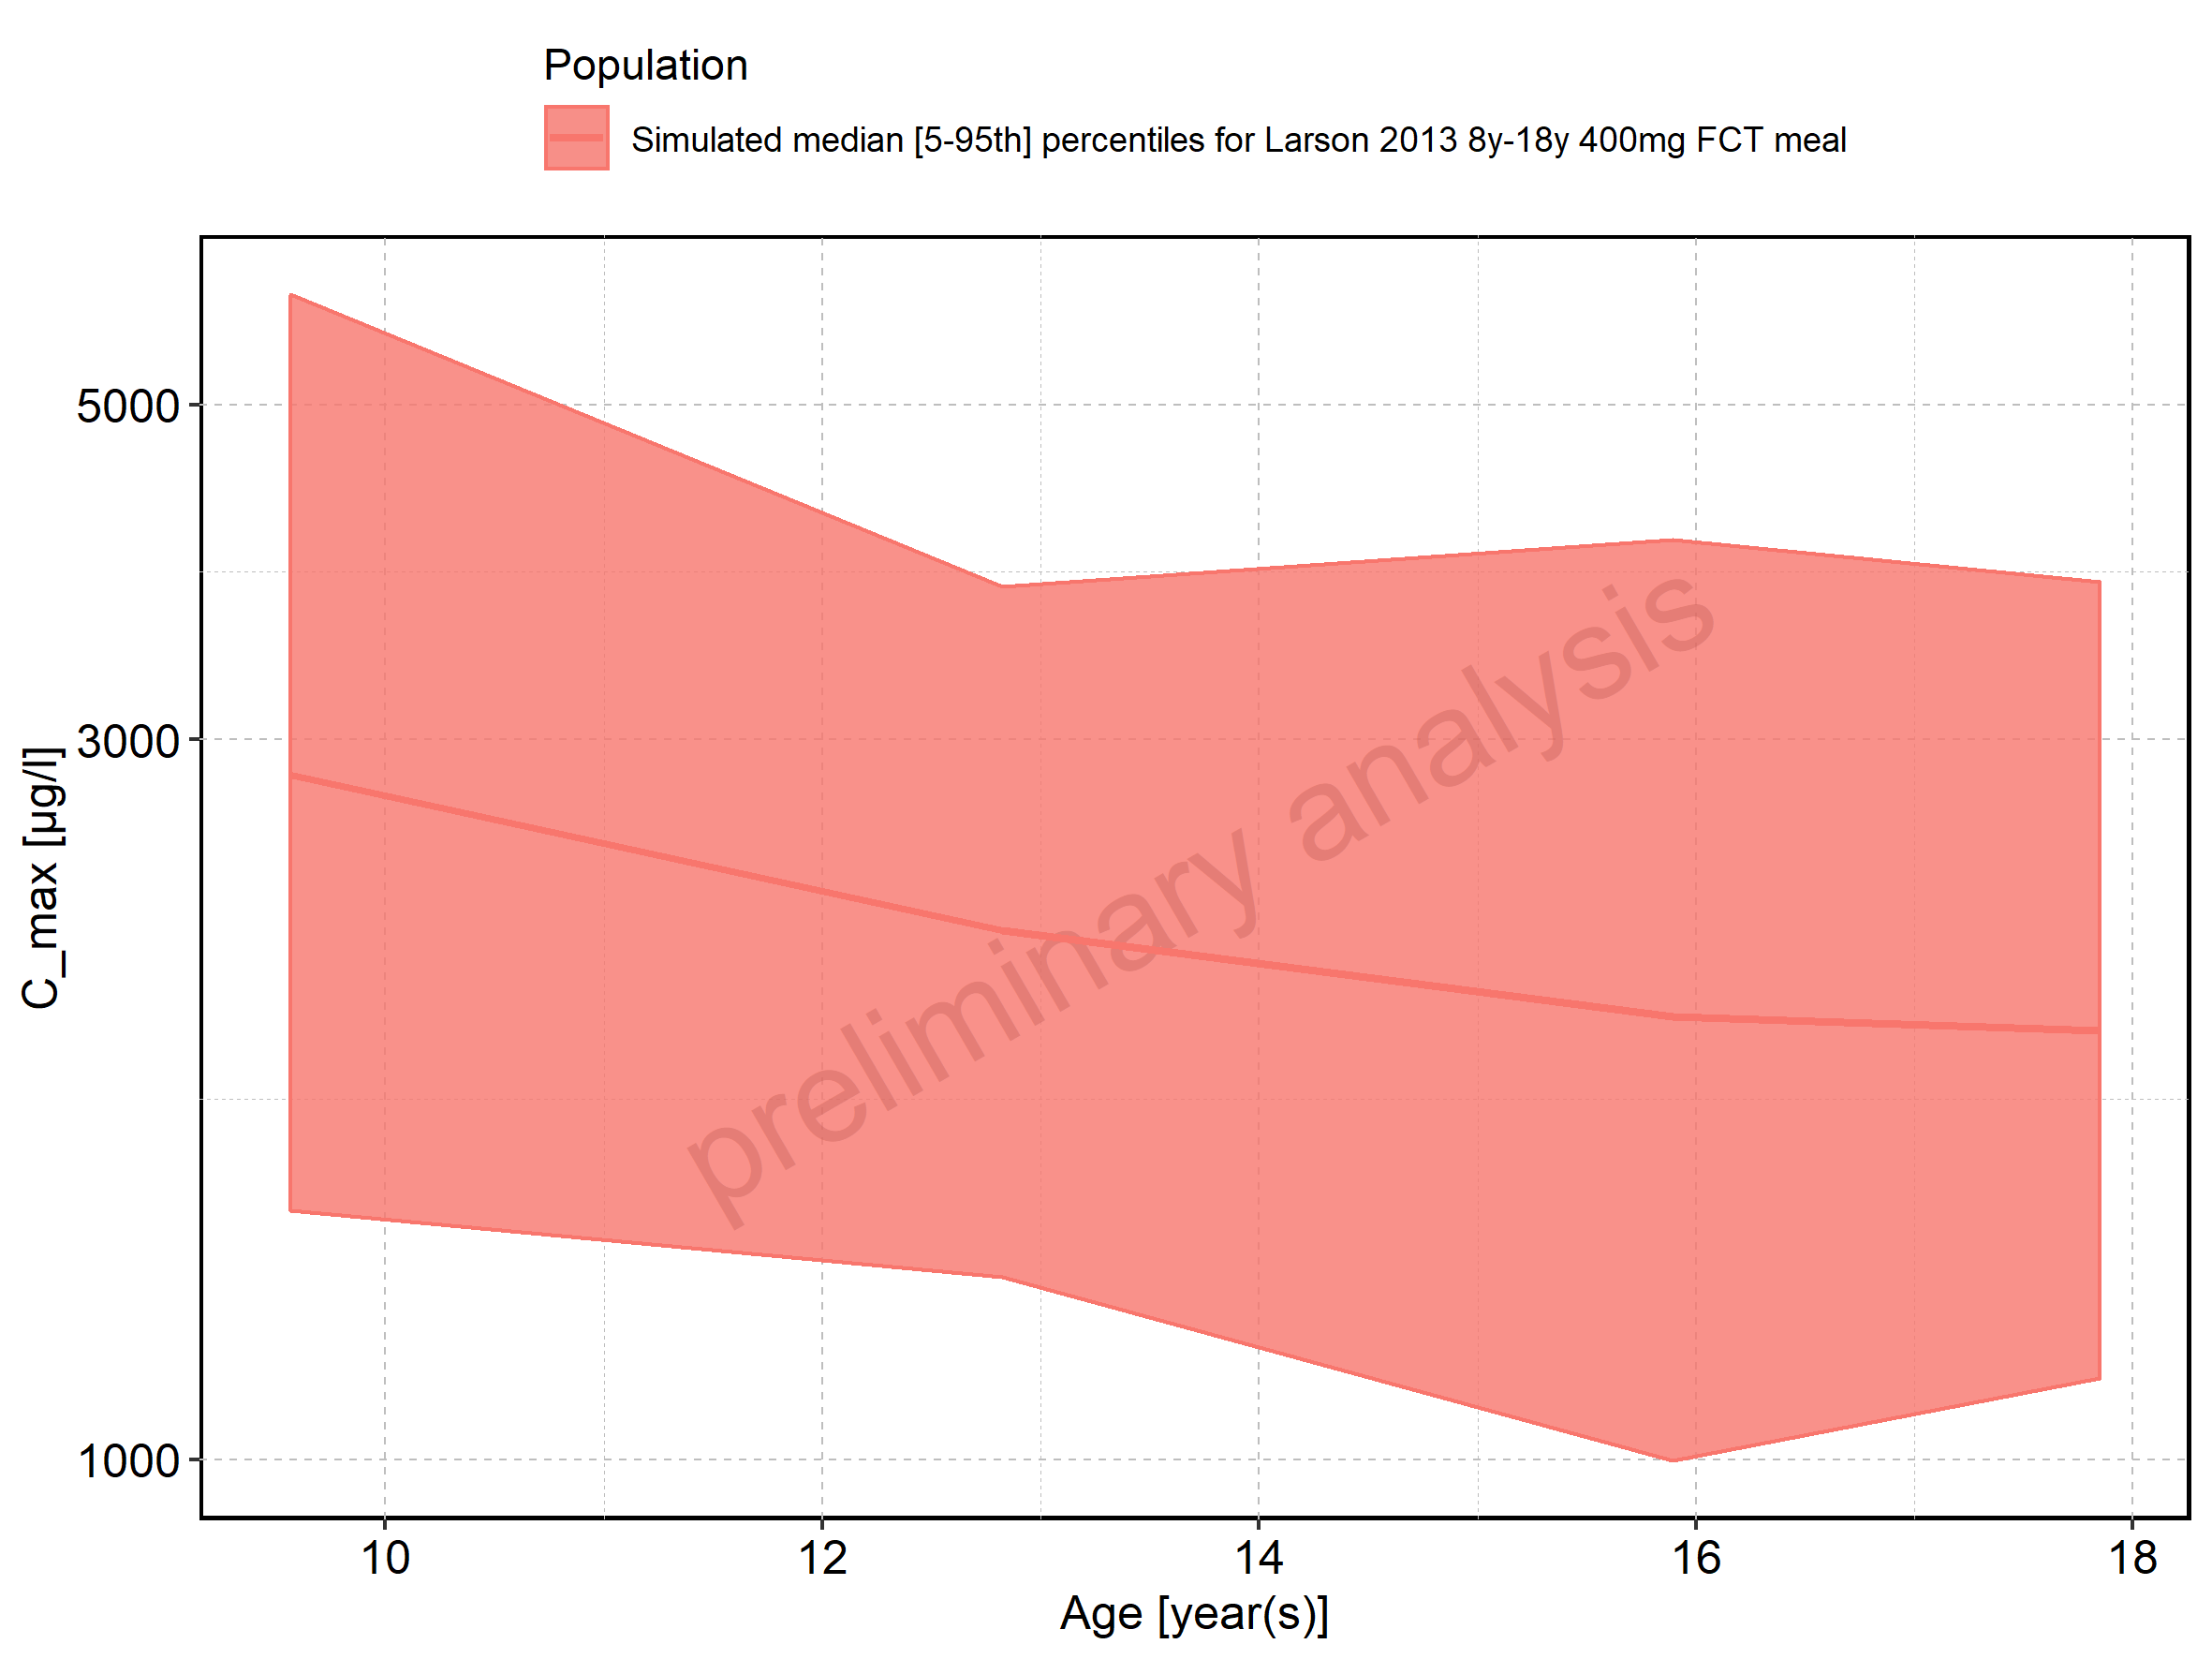 Population
Simulated median [5-95th] percentiles for Larson 2013 8y-18y 400mg FCT meal
5000
3000
1000
C_max [µg/l]
preliminary analysis
10 12 14 16 18
Age [year(s)]